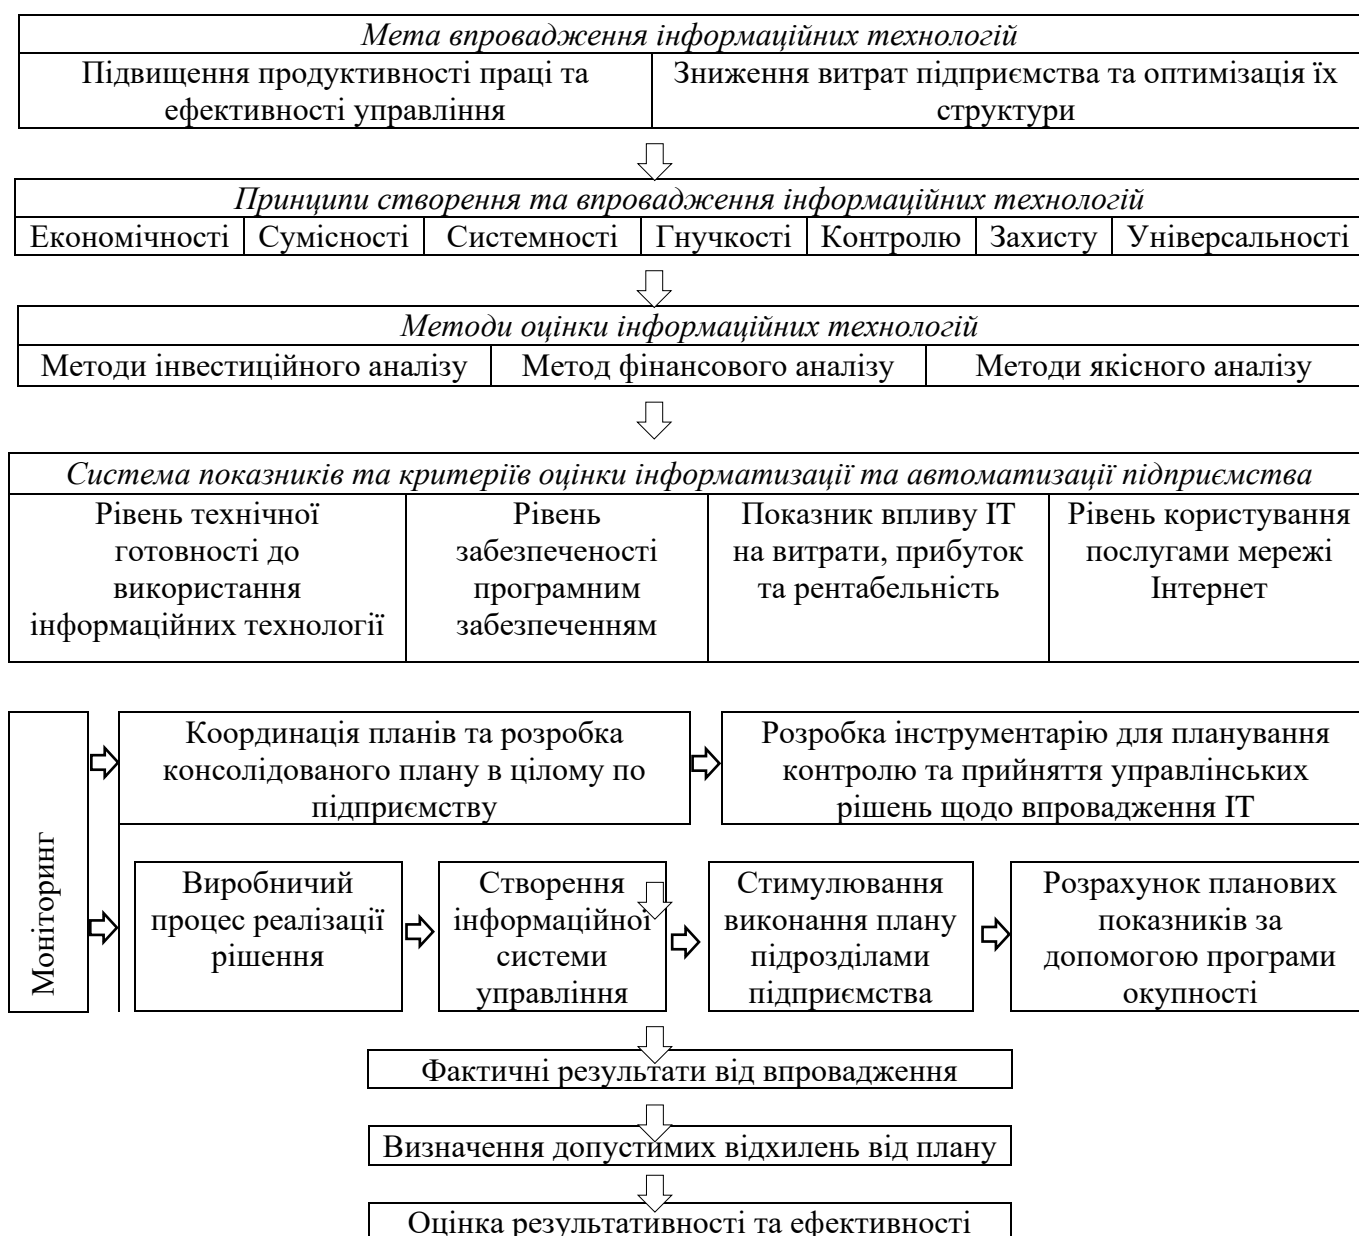 Мета впровадження інформаційних технологій
Підвищення продуктивності праці та
ефективності управління
Зниження витрат підприємства та оптимізація їх
структури
Принципи створення та впровадження інформаційних технологій
Економічності
Сумісності
Системності
Гнучкості
Контролю
Захисту
Універсальності
Методи оцінки інформаційних технологій
Методи інвестиційного аналізу
Метод фінансового аналізу
Методи якісного аналізу
Система показників та критеріїв оцінки інформатизації та автоматизації підприємства
Рівень технічної
готовності до
використання
інформаційних технології
Рівень
забезпеченості
програмним
забезпеченням
Показник впливу ІТ
на витрати, прибуток
та рентабельність
Рівень користування
послугами мережі
Інтернет
Моніторинг
Координація планів та розробка
консолідованого плану в цілому по
підприємству
Розробка інструментарію для планування
контролю та прийняття управлінських
рішень щодо впровадження ІТ
Виробничий
процес реалізації
рішення
Створення
інформаційної
системи
управління
Стимулювання
виконання плану
підрозділами
підприємства
Розрахунок планових
показників за
допомогою програми
окупності
Фактичні результати від впровадження
Визначення допустимих відхилень від плану
Оцінка результативності та ефективності